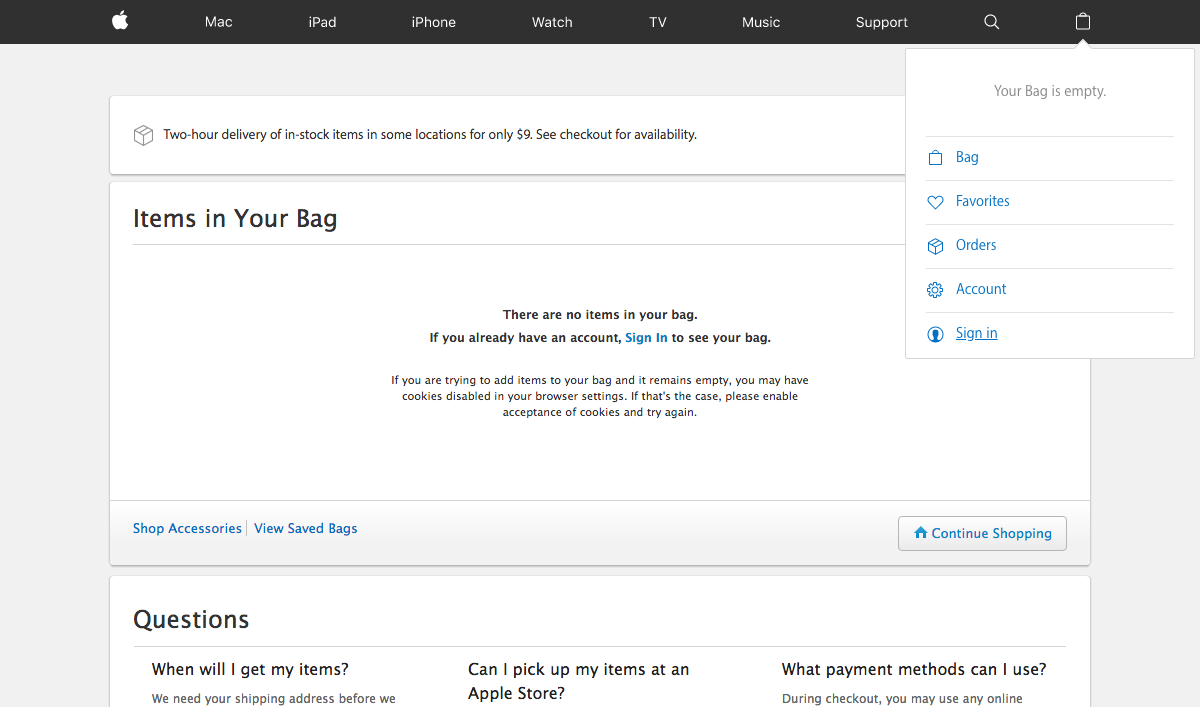 Mac iPad iPhone Watch TV Music Support
Your Bag is empty.
Bag
Favorites
Orders
Account
Sign in
Two-hour delivery of in-stock items in some locations for only $9. See checkout for availability.
Items in Your Bag
There are no items in your bag.
If you already have an account, Sign In to see your bag.
If you are trying to add items to your bag and it remains empty, you may have
cookies disabled in your browser settings. If that's the case, please enable
acceptance of cookies and try again.
Shop Accessories View Saved Bags
Continue Shopping
Questions
When will I get my items?
We need your shipping address before we
Can I pick up my items at an
Apple Store?
What payment methods can I use?
During checkout, you may use any online